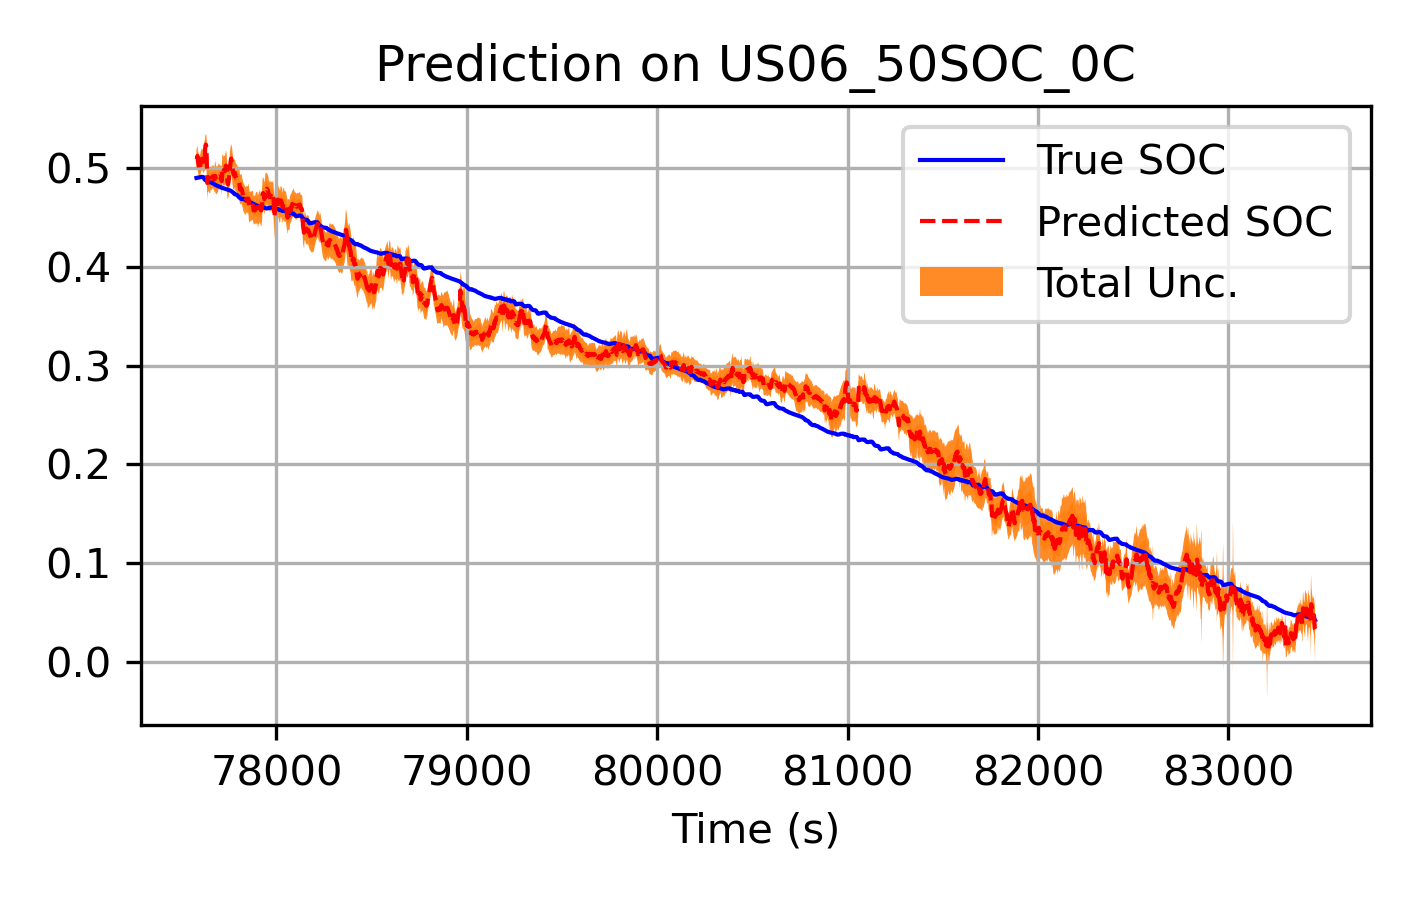 Prediction on US06_50SOC_0C
True SOC
Predicted SOC
Total Unc.
0.5
0.4
0.3
0.2
0.1
0.0
78000 79000 80000 81000 82000 83000
Time (s)